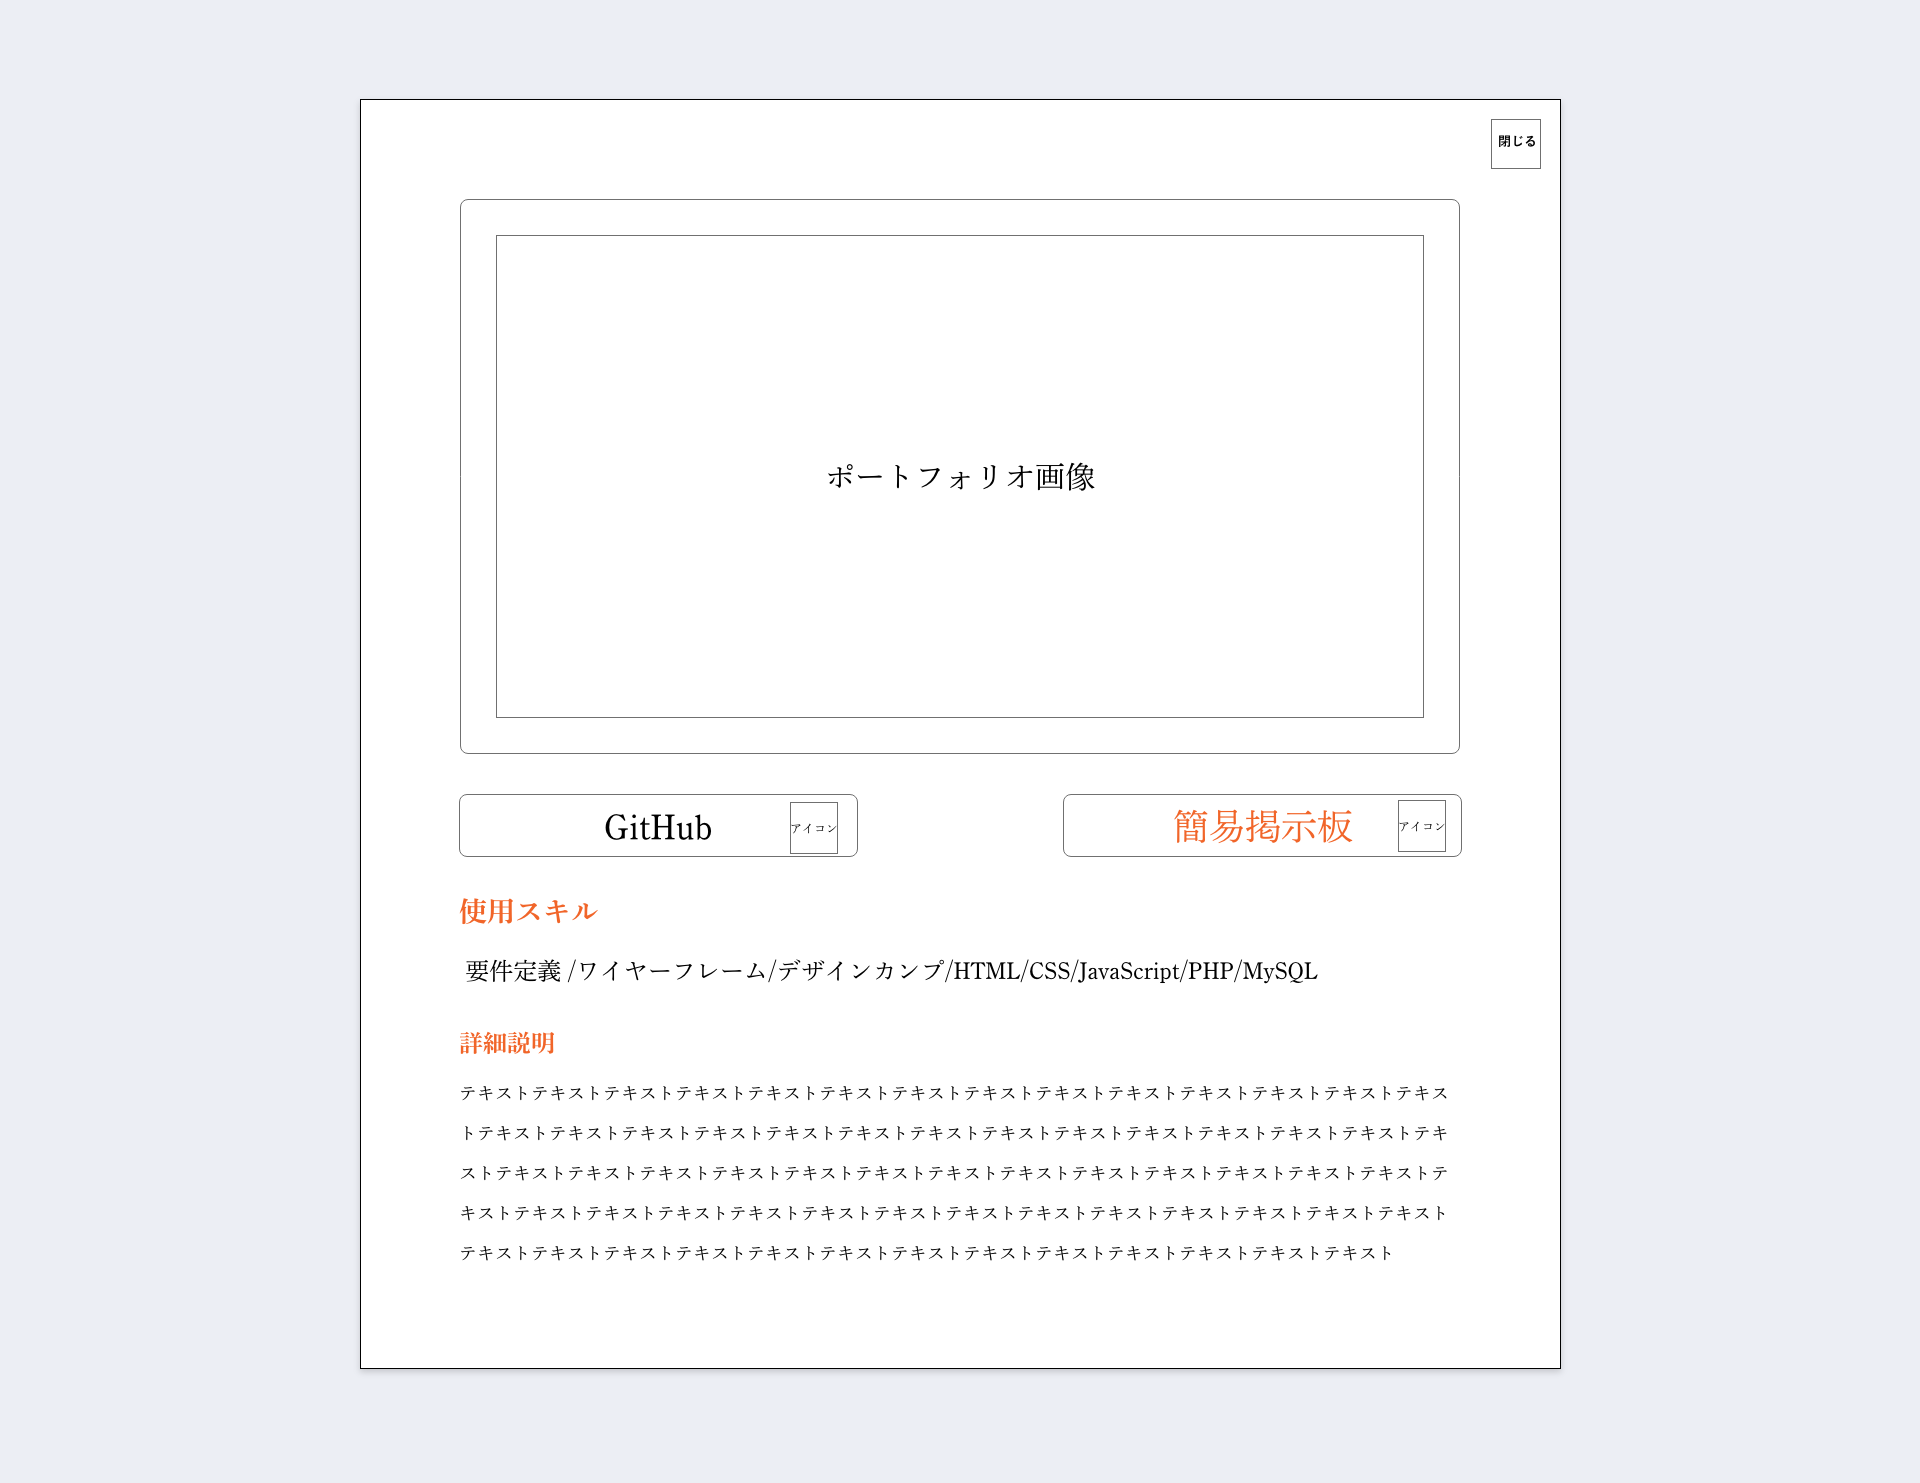 閉じる
ポートフォリオ画像
GitHub
アイコン
簡易掲示板
アイコン
使用スキル
要件定義 /ワイヤーフレーム/デザインカンプ/HTML/CSS/JavaScript/PHP/MySQL
詳細説明
テキストテキストテキストテキストテキストテキストテキストテキストテキストテキストテキストテキストテキストテキス
トテキストテキストテキストテキストテキストテキストテキストテキストテキストテキストテキストテキストテキストテキ
ストテキストテキストテキストテキストテキストテキストテキストテキストテキストテキストテキストテキストテキストテ
キストテキストテキストテキストテキストテキストテキストテキストテキストテキストテキストテキストテキストテキスト
テキストテキストテキストテキストテキストテキストテキストテキストテキストテキストテキストテキストテキスト